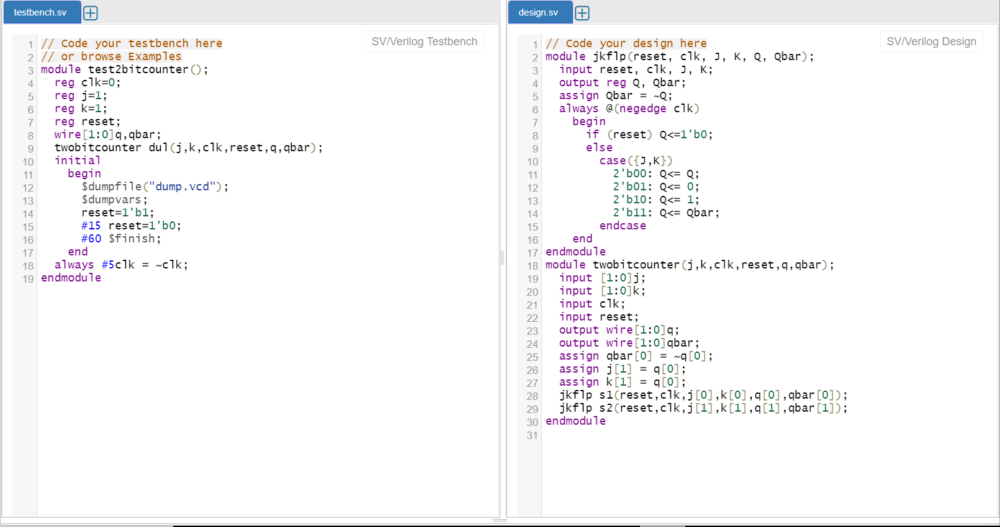 testbench.sv
SV/Verilog Testbench
1 // Code your testbench here
2 // or browse Examples
3 module test2bitcounter();
4   reg clk=0;
5   reg j=1;
6   reg k=1;
7   reg reset;
8   wire[1:0]q,qbar;
9   twobitcounter dul(j,k,clk,reset,q,qbar);
10   initial
11     begin
12       $dumpfile("dump.vcd");
13       $dumpvars;
14       reset=1'b1;
15       #15 reset=1'b0;
16       #60 $finish;
17     end
18   always #5clk = ~clk;
19 endmodule
design.sv
SV/Verilog Design
1 // Code your design here
2 module jkflp(reset, clk, J, K, Q, Qbar);
3   input reset, clk, J, K;
4   output reg Q, Qbar;
5   assign Qbar = ~Q;
6   always @(negedge clk)
7     begin
8       if (reset) Q<=1'b0;
9       else
10         case({J,K})
11           2'b00: Q<= Q;
12           2'b01: Q<= 0;
13           2'b10: Q<= 1;
14           2'b11: Q<= Qbar;
15         endcase
16     end
17 endmodule
18 module twobitcounter(j,k,clk,reset,q,qbar);
19   input [1:0]j;
20   input [1:0]k;
21   input clk;
22   input reset;
23   output wire[1:0]q;
24   output wire[1:0]qbar;
25   assign qbar[0] = ~q[0];
26   assign j[1] = q[0];
27   assign k[1] = q[0];
28   jkflp s1(reset,clk,j[0],k[0],q[0],qbar[0]);
29   jkflp s2(reset,clk,j[1],k[1],q[1],qbar[1]);
30 endmodule
31